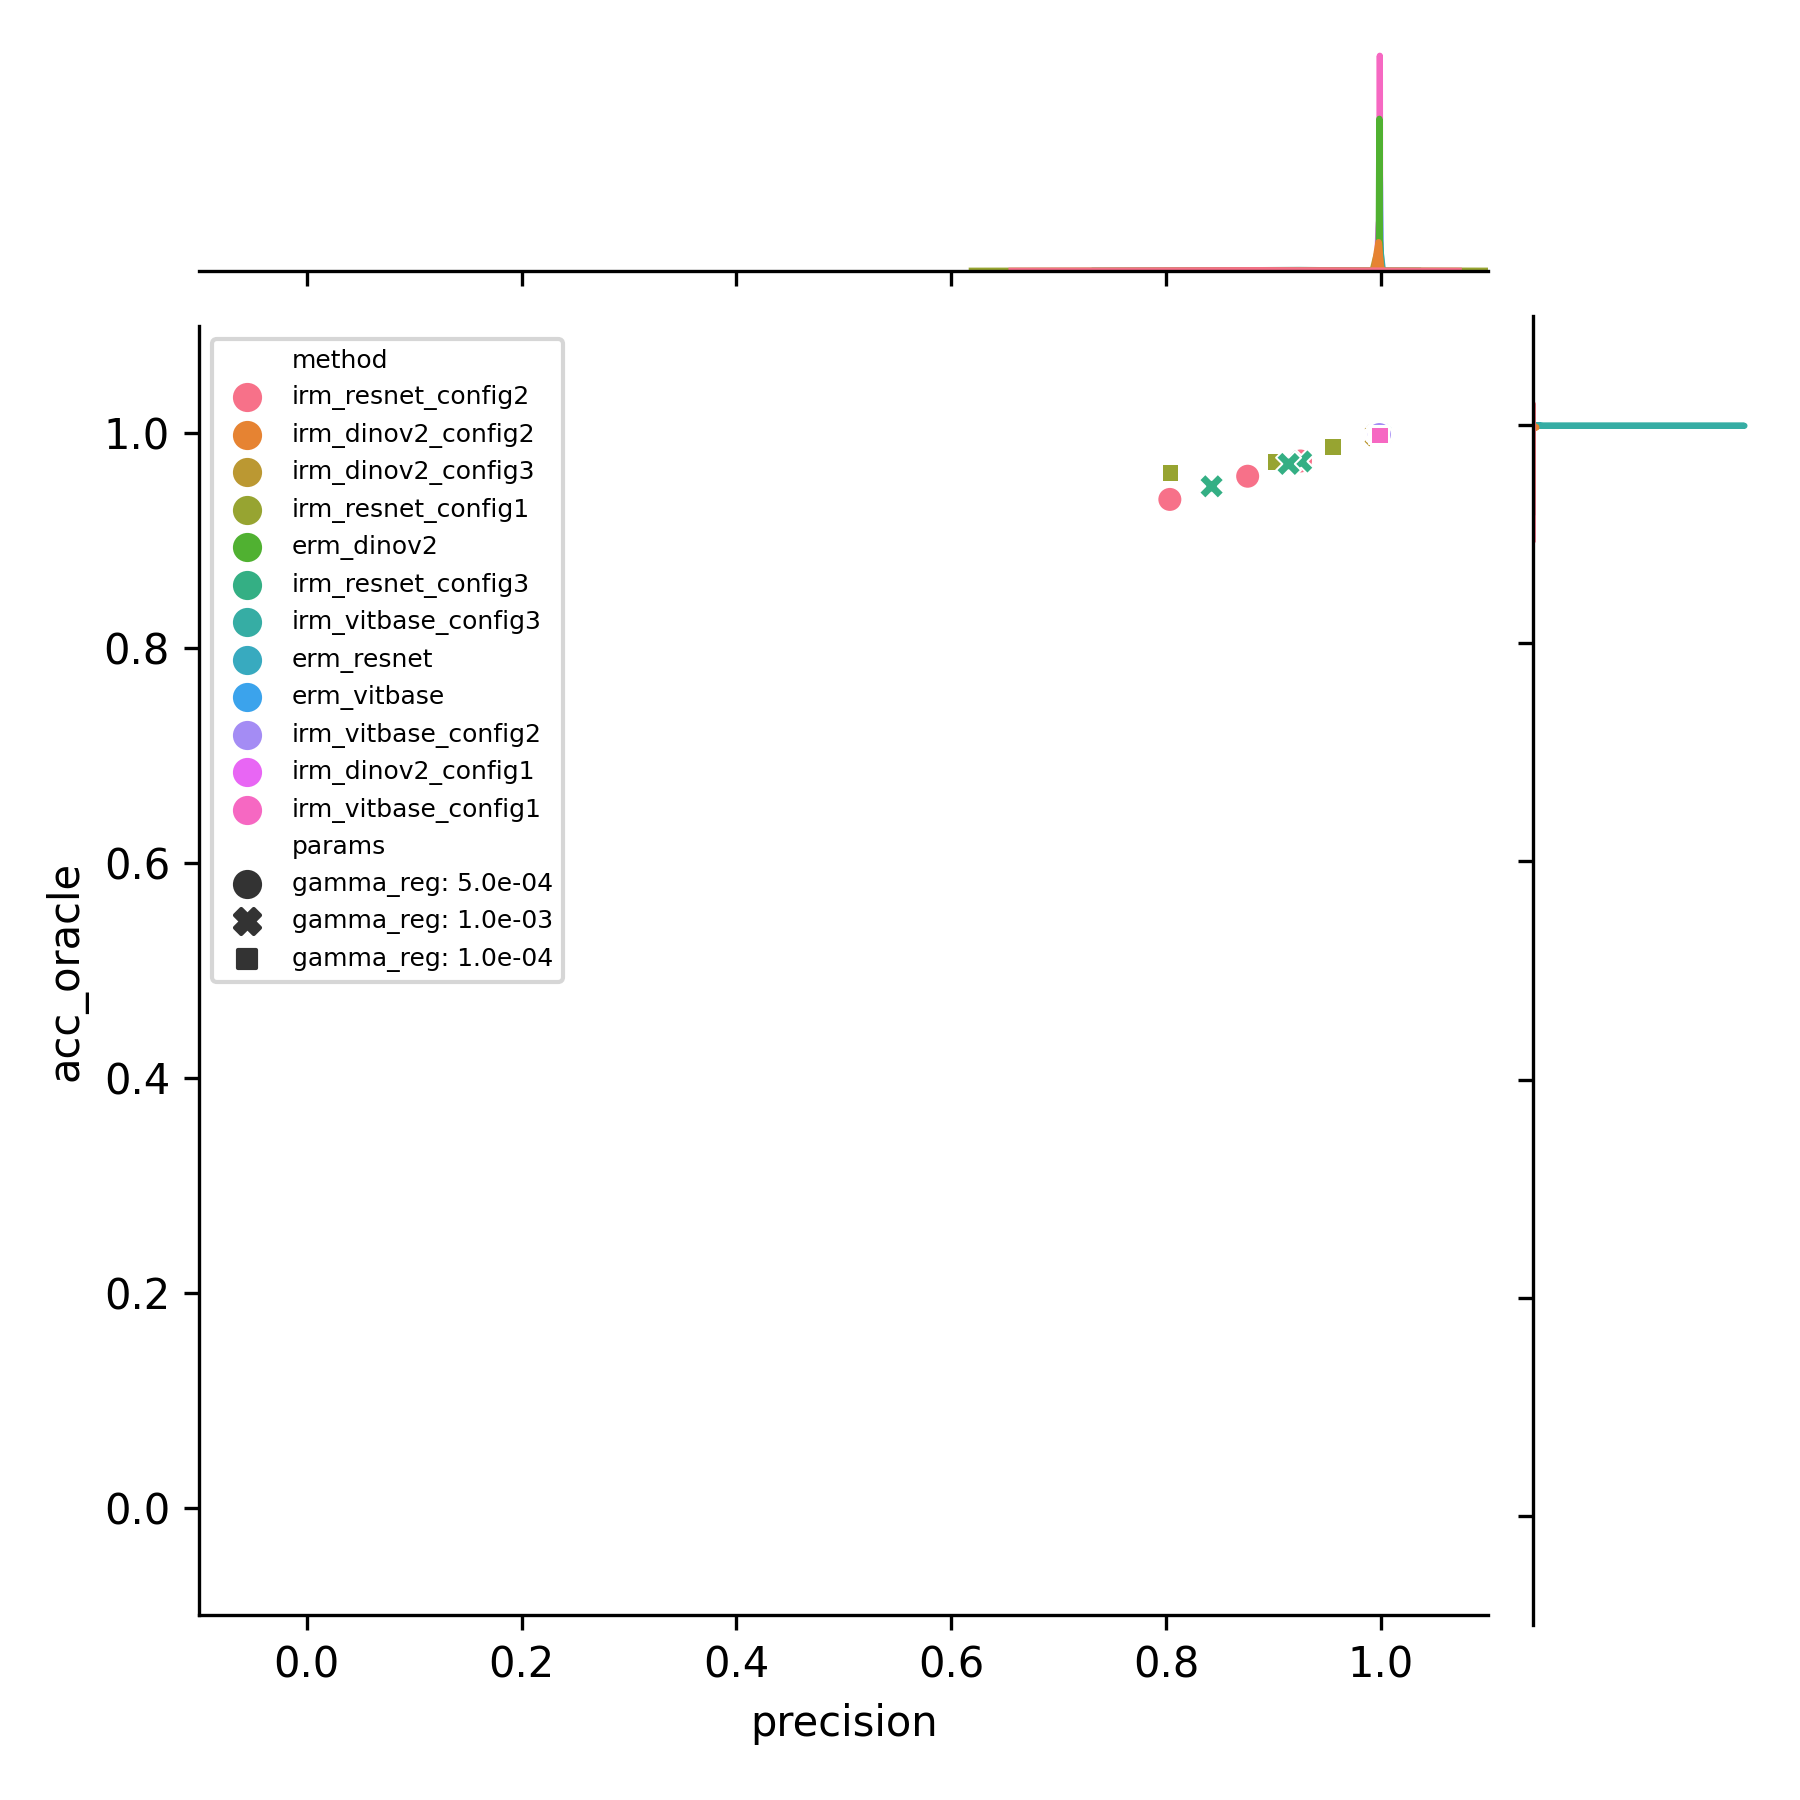 method
irm_resnet_config2
irm_dinov2_config2
irm_dinov2_config3
irm_resnet_config1
erm_dinov2
irm_resnet_config3
irm_vitbase_config3
erm_resnet
erm_vitbase
irm_vitbase_config2
irm_dinov2_config1
irm_vitbase_config1
params
gamma_reg: 5.0e-04
gamma_reg: 1.0e-03
gamma_reg: 1.0e-04
1.0
0.8
0.6
0.4
0.2
0.0
acc_oracle
0.0 0.2 0.4 0.6 0.8 1.0
precision